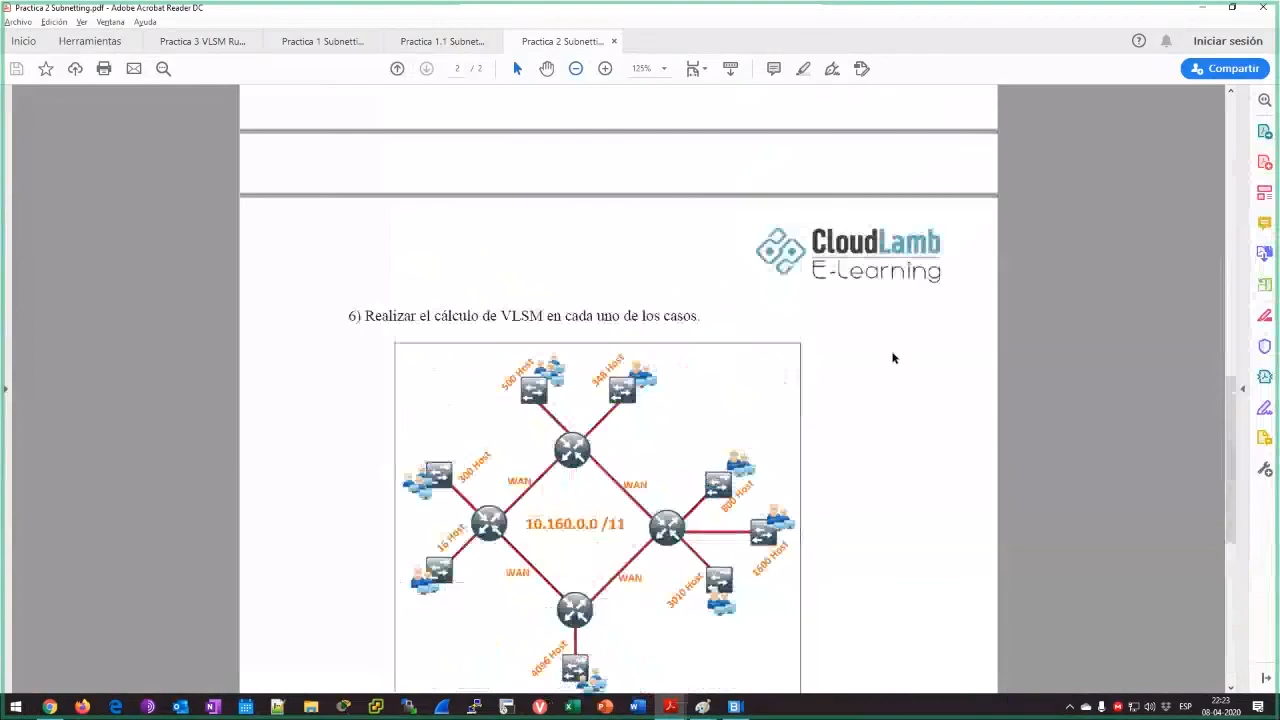 Practica 2 Subnetting.pdf - Adobe Acrobat Reader DC
Archivo Edición Ver Ventana Ayuda
Inicio Herramientas Practica 3 VLSM Ru... Practica 1 Subnetti... Practica 1.1 Subnet... Practica 2 Subnetti... × Iniciar sesión
2 / 2 125% Compartir
CloudLamb
E-Learning
6) Realizar el cálculo de VLSM en cada uno de los casos.
500 Host
348 Host
300 Host
WAN
WAN
800 Host
10.160.0.0 /11
16 Host
1600 Host
WAN
WAN
3010 Host
4096 Host
ESP
22:23
08-04-2020